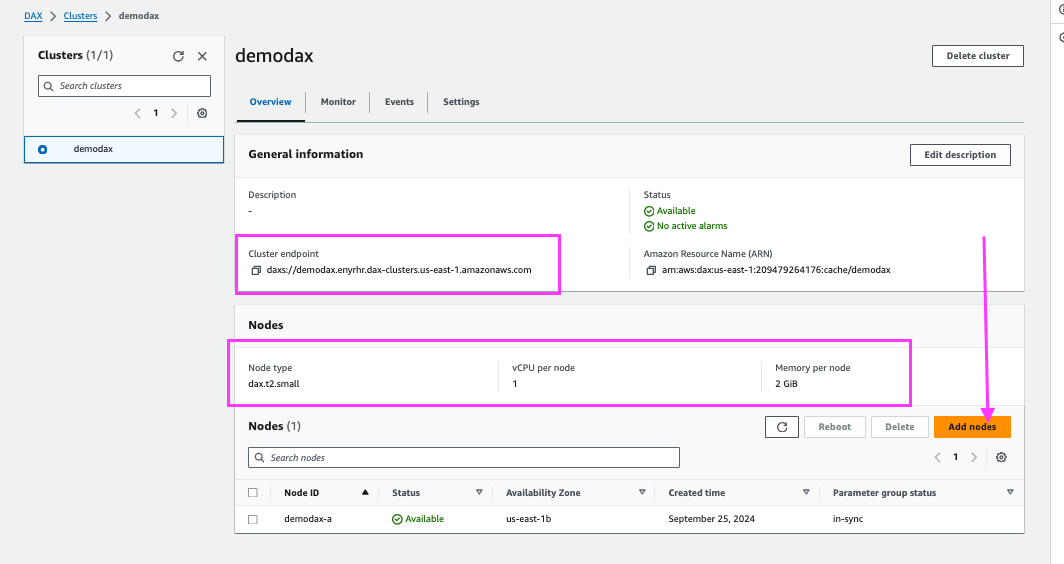 DAX > Clusters > demodax
Clusters (1/1)
Search clusters
1
demodax
demodax
Delete cluster
Overview
Monitor
Events
Settings
General information
Edit description
Description
-
Status
Available
No active alarms
Cluster endpoint
daxs://demodax.enyrhr.dax-clusters.us-east-1.amazonaws.com
Amazon Resource Name (ARN)
arn:aws:dax:us-east-1:209479264176:cache/demodax
Nodes
Node type
dax.t2.small
vCPU per node
1
Memory per node
2 GiB
Nodes (1)
Reboot
Delete
Add nodes
Search nodes
1
Node ID Status Availability Zone Created time Parameter group status
demodax-a Available us-east-1b September 25, 2024 in-sync